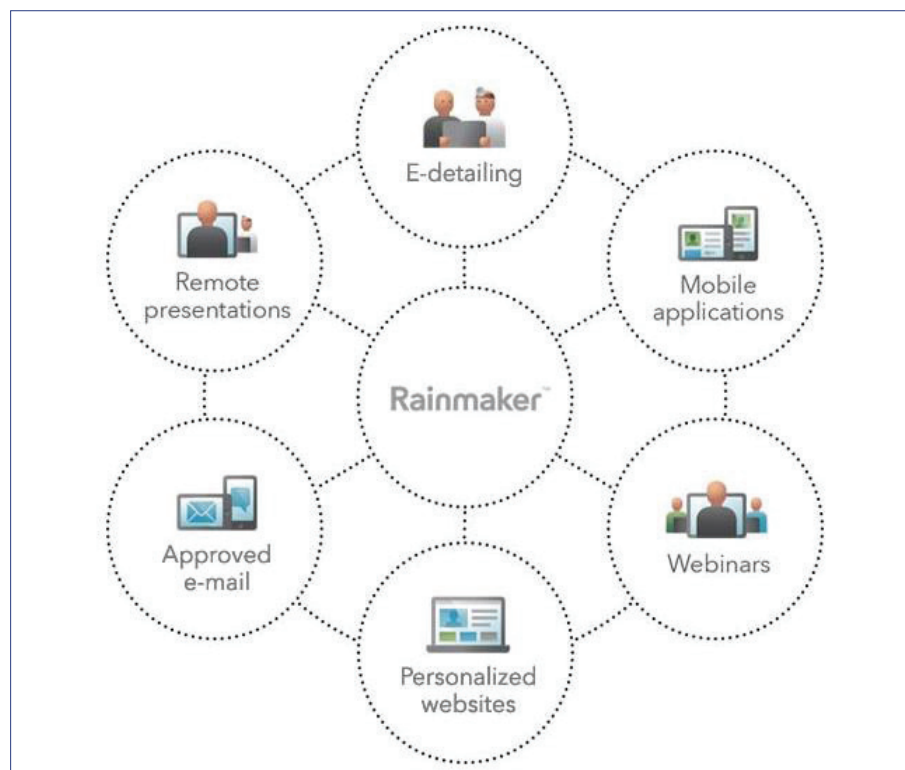 E-detailing
Remote
presentations
Mobile
applications
Rainmaker™
Approved
e-mail
Webinars
Personalized
websites